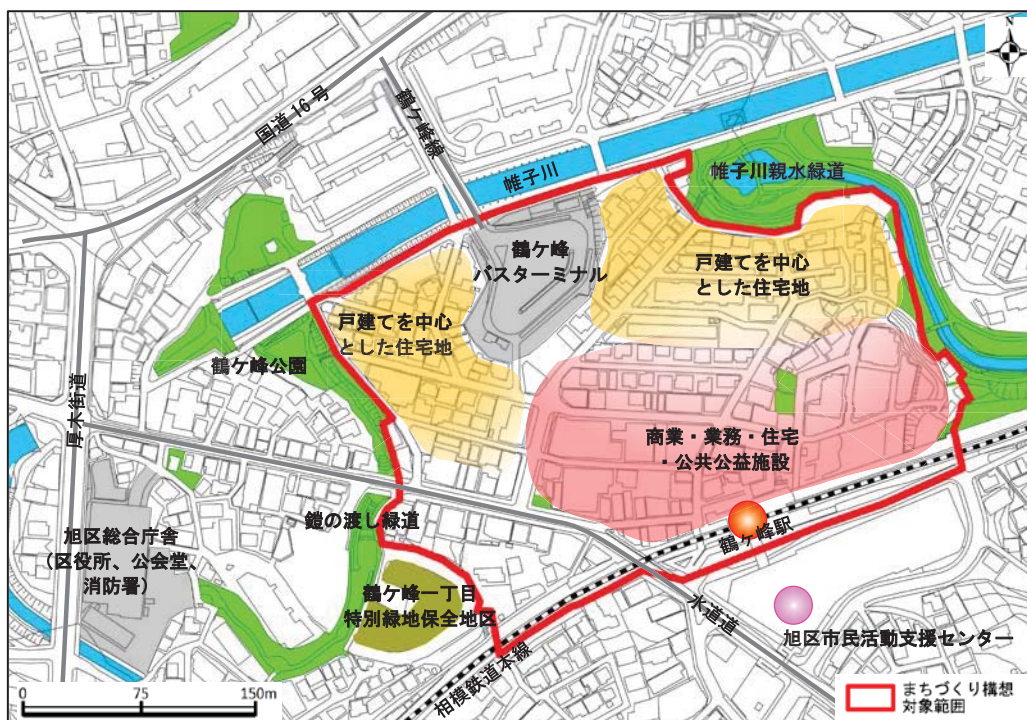 N
国道16号
鶴ケ峰線
帷子川
帷子川親水緑道
鶴ケ峰
バスターミナル
戸建てを中心
とした住宅地
戸建てを中心
とした住宅地
鶴ケ峰公園
厚木街道
商業・業務・住宅
・公共公益施設
鎧の渡し緑道
鶴ケ峰駅
旭区総合庁舎
（区役所、公会堂、
消防署）
鶴ケ峰一丁目
特別緑地保全地区
水道道
旭区市民活動支援センター
相模鉄道本線
0 75 150m
まちづくり構想
対象範囲